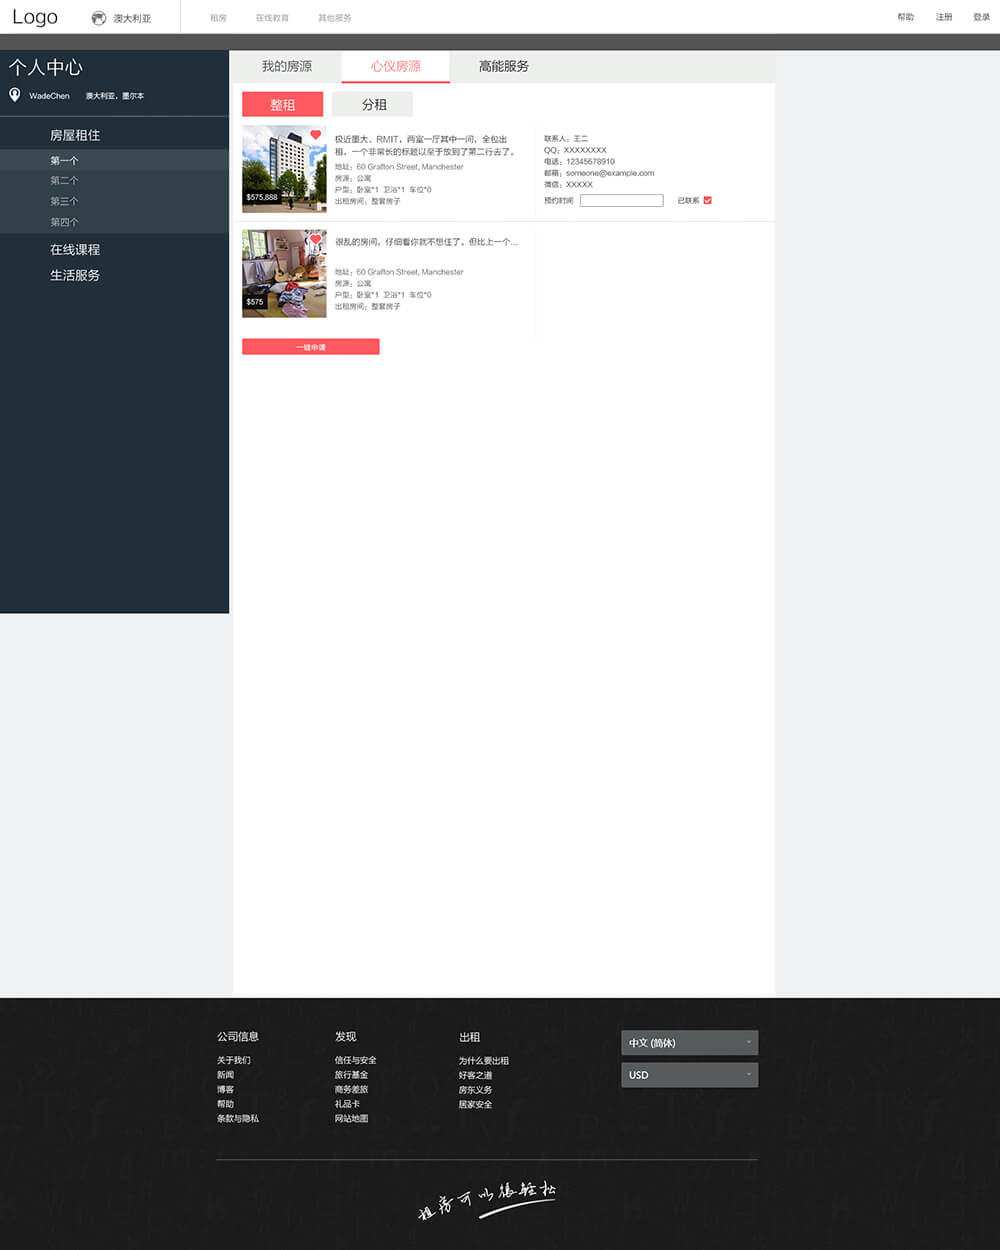 Logo
澳大利亚
租房
在线教育
其他服务
帮助
注册
登录
个人中心
WadeChen
澳大利亚，墨尔本
房屋租住
第一个
第二个
第三个
第四个
在线课程
生活服务
我的房源
心仪房源
高能服务
整租
分租
$575,888
极近墨大、RMIT，两室一厅其中一间，全包出
租，一个非常长的标题以至于放到了第二行去了。
地址：60 Grafton Street, Manchester
房源：公寓
户型：卧室*1 卫浴*1 车位*0
出租房间：整套房子
联系人：王二
QQ：XXXXXXXX
电话：12345678910
邮箱：someone@example.com
微信：XXXXX
预约时间
已联系
$575
很乱的房间，仔细看你就不想住了。但比上一个...
地址：60 Grafton Street, Manchester
房源：公寓
户型：卧室*1 卫浴*1 车位*0
出租房间：整套房子
一键申请
公司信息
关于我们
新闻
博客
帮助
条款与隐私
发现
信任与安全
旅行基金
商务差旅
礼品卡
网站地图
出租
为什么要出租
好客之道
房东义务
居家安全
中文 (简体)
USD
租房可以很轻松